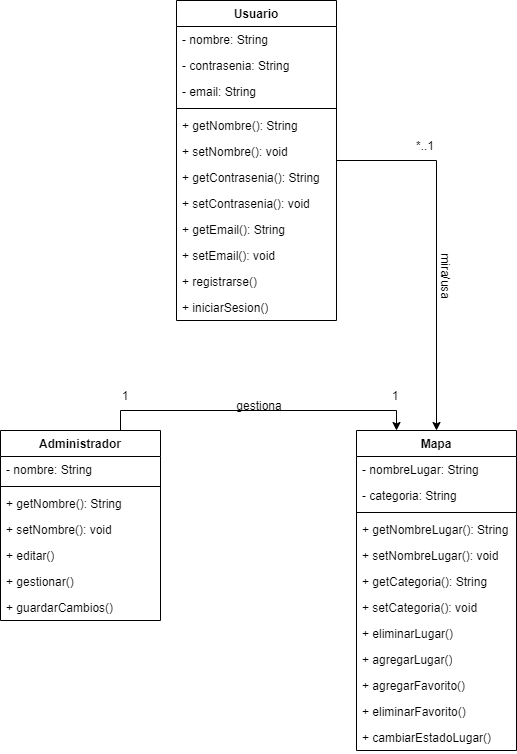 Usuario
- nombre: String
- contrasenia: String
- email: String
+ getNombre(): String
+ setNombre(): void
+ getContrasenia(): String
+ setContrasenia(): void
+ getEmail(): String
+ setEmail(): void
+ registrarse()
+ iniciarSesion()
*..1
mira/usa
1
gestiona
1
Administrador
- nombre: String
+ getNombre(): String
+ setNombre(): void
+ editar()
+ gestionar()
+ guardarCambios()
Mapa
- nombreLugar: String
- categoria: String
+ getNombreLugar(): String
+ setNombreLugar(): void
+ getCategoria(): String
+ setCategoria(): void
+ eliminarLugar()
+ agregarLugar()
+ agregarFavorito()
+ eliminarFavorito()
+ cambiarEstadoLugar()